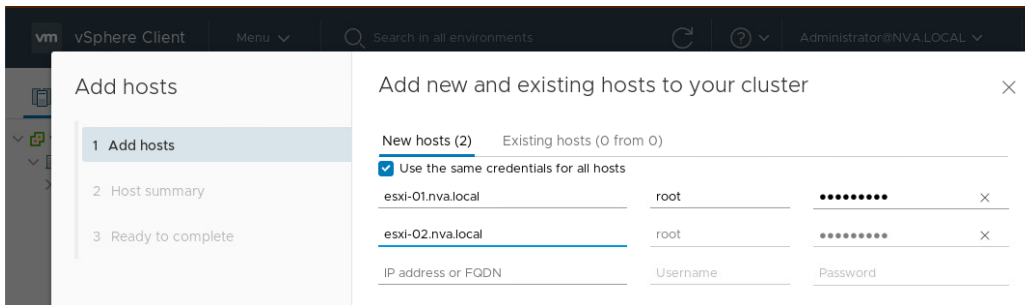 vm vSphere Client Menu Search in all environments Administrator@NVA.LOCAL
Add hosts
1 Add hosts
2 Host summary
3 Ready to complete
Add new and existing hosts to your cluster
New hosts (2) Existing hosts (0 from 0)
Use the same credentials for all hosts
esxi-01.nva.local root •••••••••
esxi-02.nva.local root •••••••••
IP address or FQDN Username Password